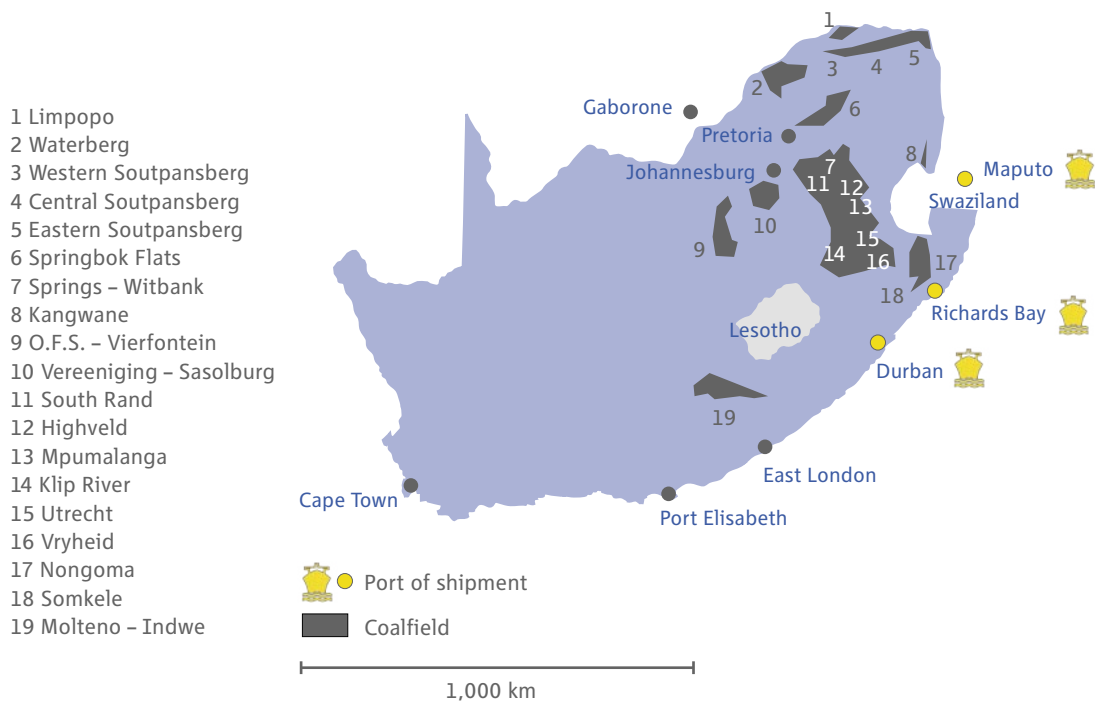 1 Limpopo
2 Waterberg
3 Western Soutpansberg
4 Central Soutpansberg
5 Eastern Soutpansberg
6 Springbok Flats
7 Springs – Witbank
8 Kangwane
9 O.F.S. – Vierfontein
10 Vereeniging – Sasolburg
11 South Rand
12 Highveld
13 Mpumalanga
14 Klip River
15 Utrecht
16 Vryheid
17 Nongoma
18 Somkele
19 Molteno – Indwe
1
2
3
4
5
6
Gaborone
Pretoria
Johannesburg
7
8
11
12
13
Maputo
Swaziland
9
10
14
15
16
17
18
Richards Bay
Lesotho
Durban
19
East London
Cape Town
Port Elisabeth
Port of shipment
Coalfield
1,000 km